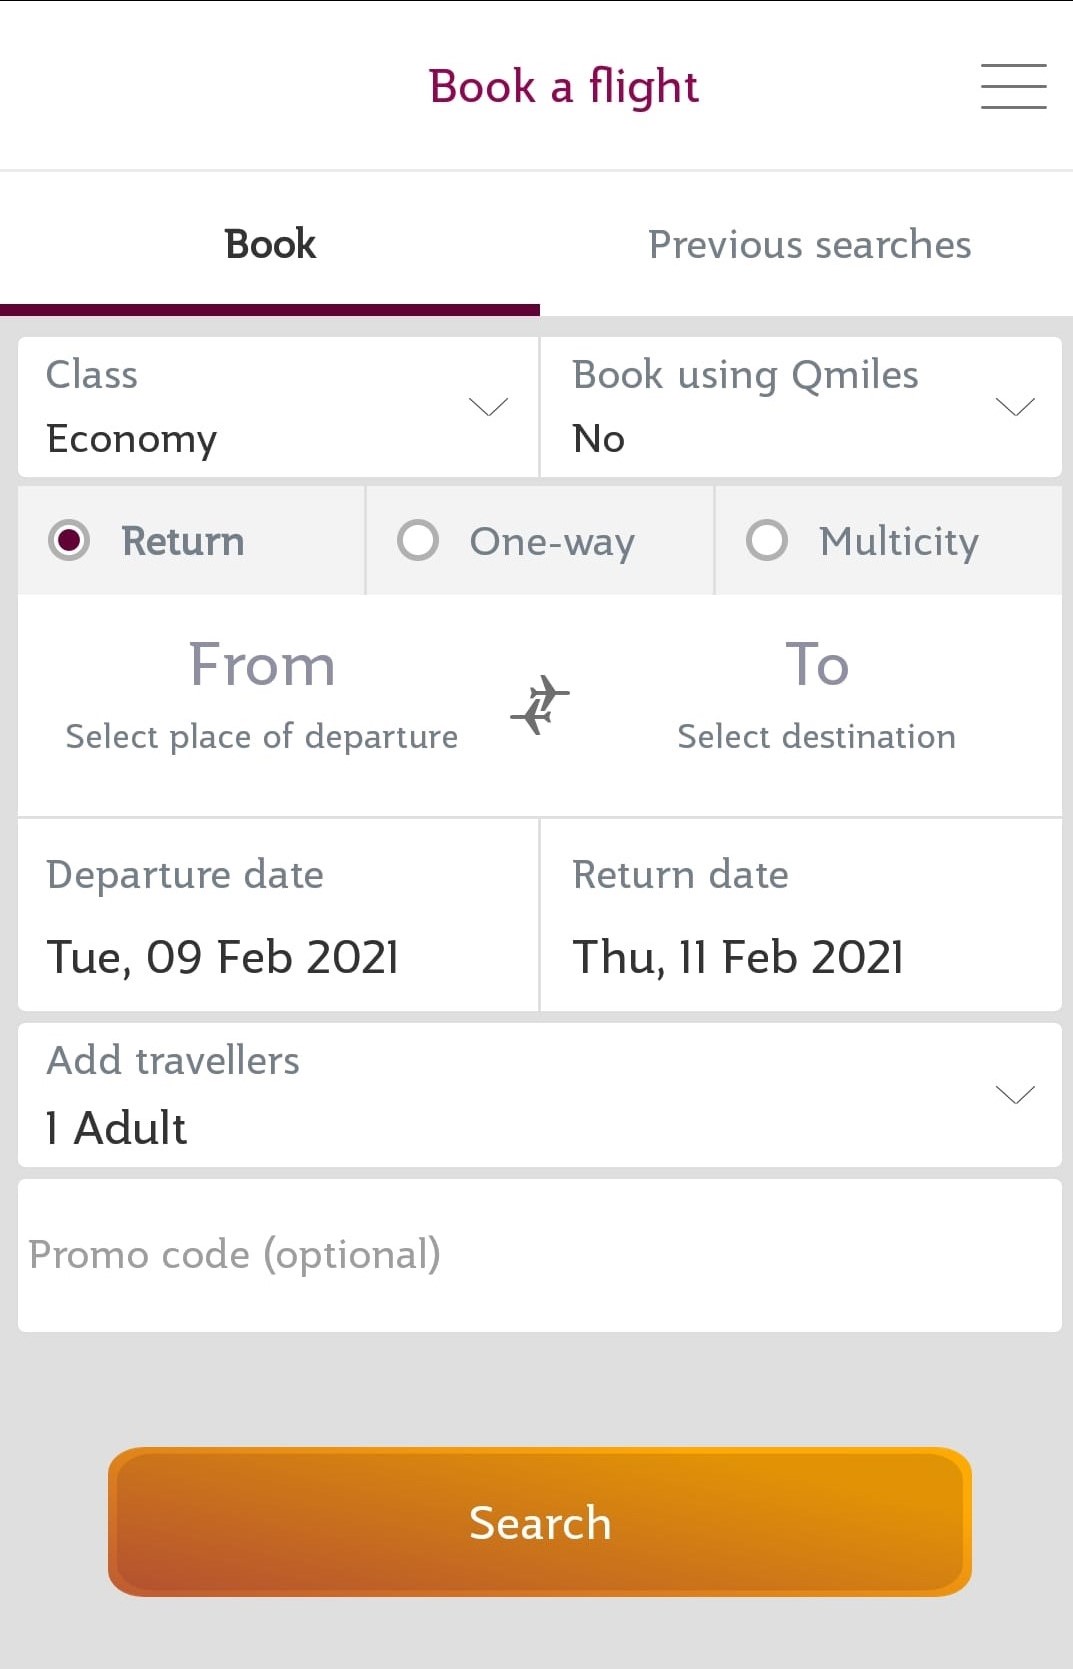 Book a flight
Book
Previous searches
Class
Economy
Book using Qmiles
No
Return
One-way
Multicity
From
Select place of departure
To
Select destination
Departure date
Tue, 09 Feb 2021
Return date
Thu, 11 Feb 2021
Add travellers
1 Adult
Promo code (optional)
Search